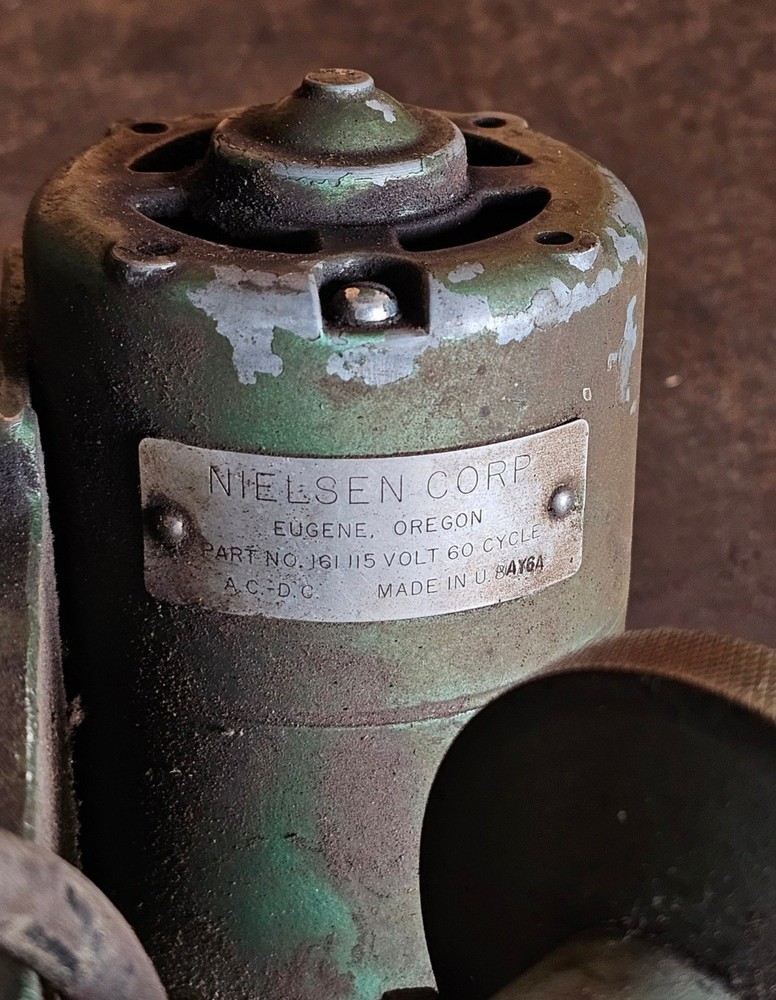 NIELSEN CORP
EUGENE, OREGON
PART NO. 161 115 VOLT 60 CYCLE
A.C.-D.C. MADE IN U.